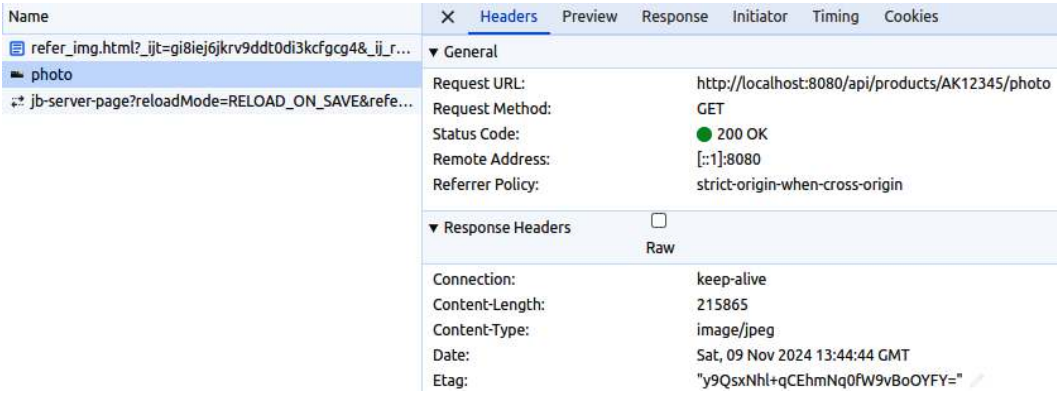 Name
refer_img.html?_ijt=gi8iej6jkrv9ddt0di3kcfgcg4&_ij_r...
photo
jb-server-page?reloadMode=RELOAD_ON_SAVE&refe...
Headers Preview Response Initiator Timing Cookies
General
Request URL: http://localhost:8080/api/products/AK12345/photo
Request Method: GET
Status Code: 200 OK
Remote Address: [::1]:8080
Referrer Policy: strict-origin-when-cross-origin
Response Headers
Raw
Connection: keep-alive
Content-Length: 215865
Content-Type: image/jpeg
Date: Sat, 09 Nov 2024 13:44:44 GMT
Etag: "y9QsxNhl+qCEhmNq0fW9vBoOYFY="